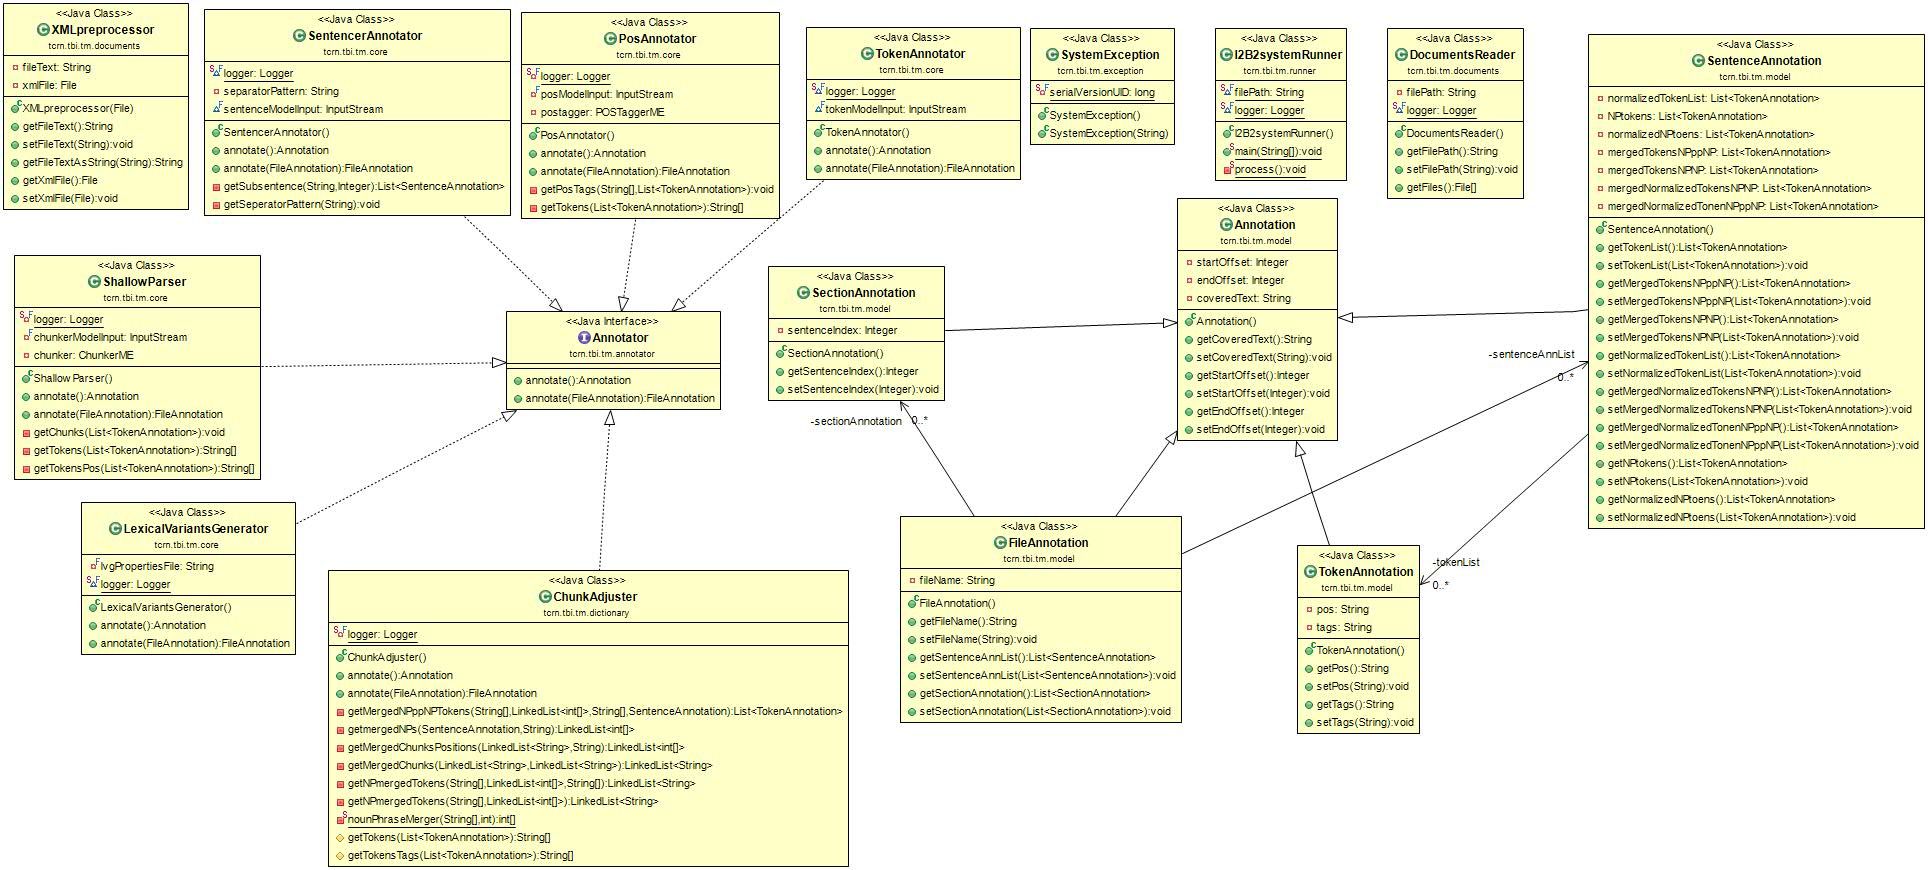 <<Java Class>>
XMLpreprocessor
tcrn.tbi.tm.documents
fileText: String
xmlFile: File
XMLpreprocessor(File)
getFileText():String
setFileText(String):void
getFileTextAsString(String):String
getXmlFile():File
setXmlFile(File):void
<<Java Class>>
SentencerAnnotator
tcrn.tbi.tm.core
logger: Logger
separatorPattern: String
sentenceModelInput: InputStream
SentencerAnnotator()
annotate():Annotation
annotate(FileAnnotation):FileAnnotation
getSubsentence(String,Integer):List<SentenceAnnotation>
getSeperatorPattern(String):void
<<Java Class>>
PosAnnotator
tcrn.tbi.tm.core
logger: Logger
posModelInput: InputStream
postagger: POSTaggerME
PosAnnotator()
annotate():Annotation
annotate(FileAnnotation):FileAnnotation
getPosTags(String[],List<TokenAnnotation>):void
getTokens(List<TokenAnnotation>):String[]
<<Java Class>>
TokenAnnotator
tcrn.tbi.tm.core
logger: Logger
tokenModelInput: InputStream
TokenAnnotator()
annotate():Annotation
annotate(FileAnnotation):FileAnnotation
<<Java Class>>
SystemException
tcrn.tbi.tm.exception
serialVersionUID: long
SystemException()
SystemException(String)
<<Java Class>>
I2B2systemRunner
tcrn.tbi.tm.runner
filePath: String
logger: Logger
I2B2systemRunner()
main(String[]):void
process():void
<<Java Class>>
DocumentsReader
tcrn.tbi.tm.documents
filePath: String
logger: Logger
DocumentsReader()
getFilePath():String
setFilePath(String):void
getFiles():File[]
<<Java Class>>
SentenceAnnotation
tcrn.tbi.tm.model
normalizedTokenList: List<TokenAnnotation>
NPtokens: List<TokenAnnotation>
normalizedNPtoens: List<TokenAnnotation>
mergedTokensNPppNP: List<TokenAnnotation>
mergedTokensNPNP: List<TokenAnnotation>
mergedNormalizedTokensNPNP: List<TokenAnnotation>
mergedNormalizedTonenNPppNP: List<TokenAnnotation>
SentenceAnnotation()
getTokenList():List<TokenAnnotation>
setTokenList(List<TokenAnnotation>):void
getMergedTokensNPppNP():List<TokenAnnotation>
setMergedTokensNPppNP(List<TokenAnnotation>):void
getMergedTokensNPNP():List<TokenAnnotation>
setMergedTokensNPNP(List<TokenAnnotation>):void
getNormalizedTokenList():List<TokenAnnotation>
setNormalizedTokenList(List<TokenAnnotation>):void
getMergedNormalizedTokensNPNP():List<TokenAnnotation>
setMergedNormalizedTokensNPNP(List<TokenAnnotation>):void
getMergedNormalizedTonenNPppNP():List<TokenAnnotation>
setMergedNormalizedTonenNPppNP(List<TokenAnnotation>):void
getNPtokens():List<TokenAnnotation>
setNPtokens(List<TokenAnnotation>):void
getNormalizedNPtoens():List<TokenAnnotation>
setNormalizedNPtoens(List<TokenAnnotation>):void
<<Java Class>>
Annotation
tcrn.tbi.tm.model
startOffset: Integer
endOffset: Integer
coveredText: String
Annotation()
getCoveredText():String
setCoveredText(String):void
getStartOffset():Integer
setStartOffset(Integer):void
getEndOffset():Integer
setEndOffset(Integer):void
<<Java Class>>
ShallowParser
tcrn.tbi.tm.core
logger: Logger
chunkerModelInput: InputStream
chunker: ChunkerME
ShallowParser()
annotate():Annotation
annotate(FileAnnotation):FileAnnotation
getChunks(List<TokenAnnotation>):void
getTokens(List<TokenAnnotation>):String[]
getTokensPos(List<TokenAnnotation>):String[]
<<Java Interface>>
Annotator
tcrn.tbi.tm.annotator
annotate():Annotation
annotate(FileAnnotation):FileAnnotation
<<Java Class>>
SectionAnnotation
tcrn.tbi.tm.model
sentenceIndex: Integer
SectionAnnotation()
getSentenceIndex():Integer
setSentenceIndex(Integer):void
-sentenceAnnList
0..*
-sectionAnnotation
0..*
<<Java Class>>
LexicalVariantsGenerator
tcrn.tbi.tm.core
lvgPropertiesFile: String
logger: Logger
LexicalVariantsGenerator()
annotate():Annotation
annotate(FileAnnotation):FileAnnotation
<<Java Class>>
ChunkAdjuster
tcrn.tbi.tm.dictionary
logger: Logger
ChunkAdjuster()
annotate():Annotation
annotate(FileAnnotation):FileAnnotation
getMergedNPppNPTokens(String[],LinkedList<int[]>,String[],SentenceAnnotation):List<TokenAnnotation>
getmergedNPs(SentenceAnnotation,String):LinkedList<int[]>
getMergedChunksPositions(LinkedList<String>,String):LinkedList<int[]>
getMergedChunks(LinkedList<String>,LinkedList<String>):LinkedList<String>
getNPmergedTokens(String[],LinkedList<int[]>,String[]):LinkedList<String>
getNPmergedTokens(String[],LinkedList<int[]>):LinkedList<String>
nounPhraseMerger(String[],int):int[]
getTokens(List<TokenAnnotation>):String[]
getTokensTags(List<TokenAnnotation>):String[]
<<Java Class>>
FileAnnotation
tcrn.tbi.tm.model
fileName: String
FileAnnotation()
getFileName():String
setFileName(String):void
getSentenceAnnList():List<SentenceAnnotation>
setSentenceAnnList(List<SentenceAnnotation>):void
getSectionAnnotation():List<SectionAnnotation>
setSectionAnnotation(List<SectionAnnotation>):void
<<Java Class>>
TokenAnnotation
tcrn.tbi.tm.model
pos: String
tags: String
TokenAnnotation()
getPos():String
setPos(String):void
getTags():String
setTags(String):void
-tokenList
0..*